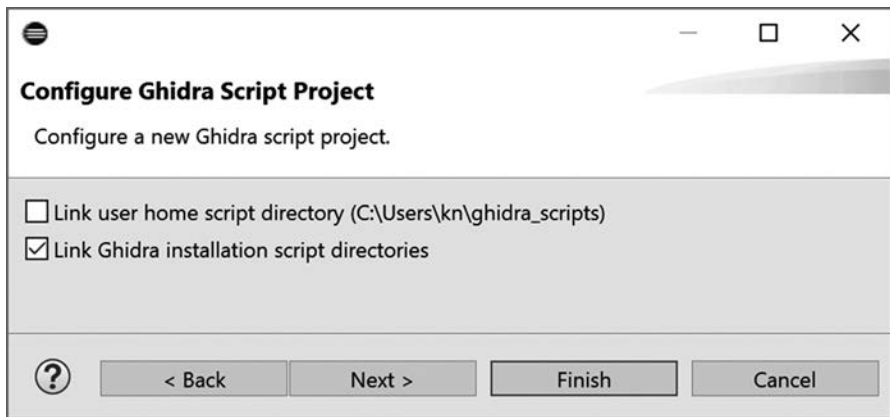 Configure Ghidra Script Project
Configure a new Ghidra script project.
Link user home script directory (C:\Users\kn\ghidra_scripts)
Link Ghidra installation script directories
? < Back Next > Finish Cancel